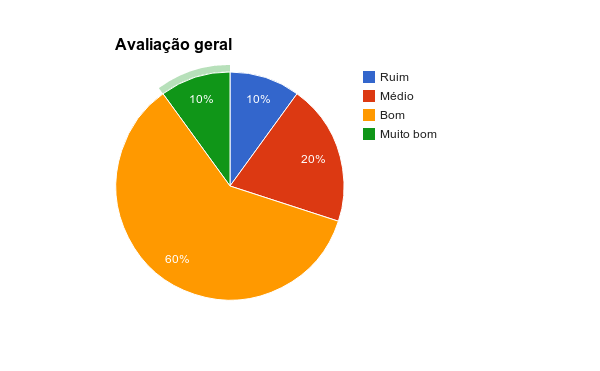 Avaliação geral
Ruim
Médio
Bom
Muito bom
10%
10%
20%
60%